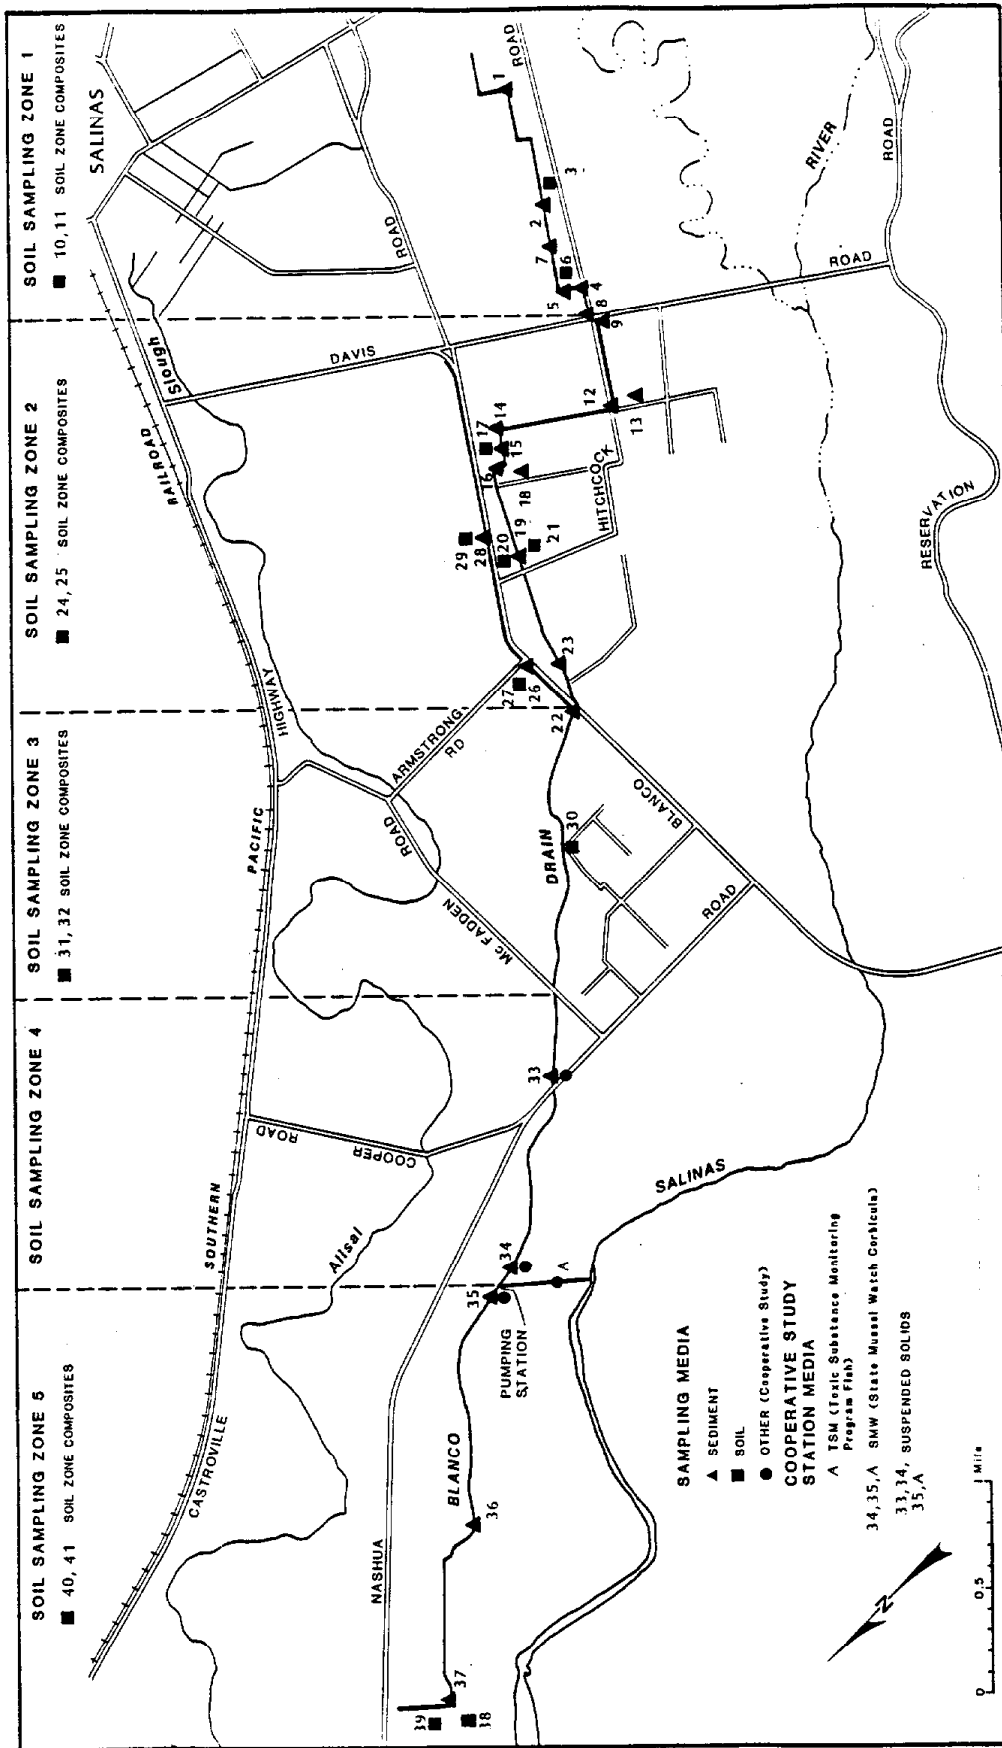 SOIL SAMPLING ZONE 5
40, 41 SOIL ZONE COMPOSITES
SOIL SAMPLING ZONE 4
SOIL SAMPLING ZONE 3
31, 32 SOIL ZONE COMPOSITES
SOIL SAMPLING ZONE 2
24, 25 SOIL ZONE COMPOSITES
SOIL SAMPLING ZONE 1
10, 11 SOIL ZONE COMPOSITES
SALINAS
CASTROVILLE
SOUTHERN
PACIFIC
HIGHWAY
RAILROAD
Slough
Alisal
COOPER
ROAD
NASHUA
ROAD
Mc FADDEN
ARMSTRONG
RD
DAVIS
ROAD
ROAD
ROAD
HITCHCOCK
BLANCO
ROAD
BLANCO
DRAIN
PUMPING
STATION
SALINAS
RIVER
RESERVATION
ROAD
39
38
37
36
35
34
A
33
30
22
23
26
27
28
29
20
19
21
16
17
14
15
18
12
13
9
8
4
5
6
7
2
3
1
SAMPLING MEDIA
SEDIMENT
SOIL
OTHER (Cooperative Study)
COOPERATIVE STUDY
STATION MEDIA
A TSM (Toxic Substance Monitoring
Program Fish)
34,35,A SMW (State Mussel Watch Corbicula)
33,34, SUSPENDED SOLIDS
35,A
N
0 0.5 1 Mile